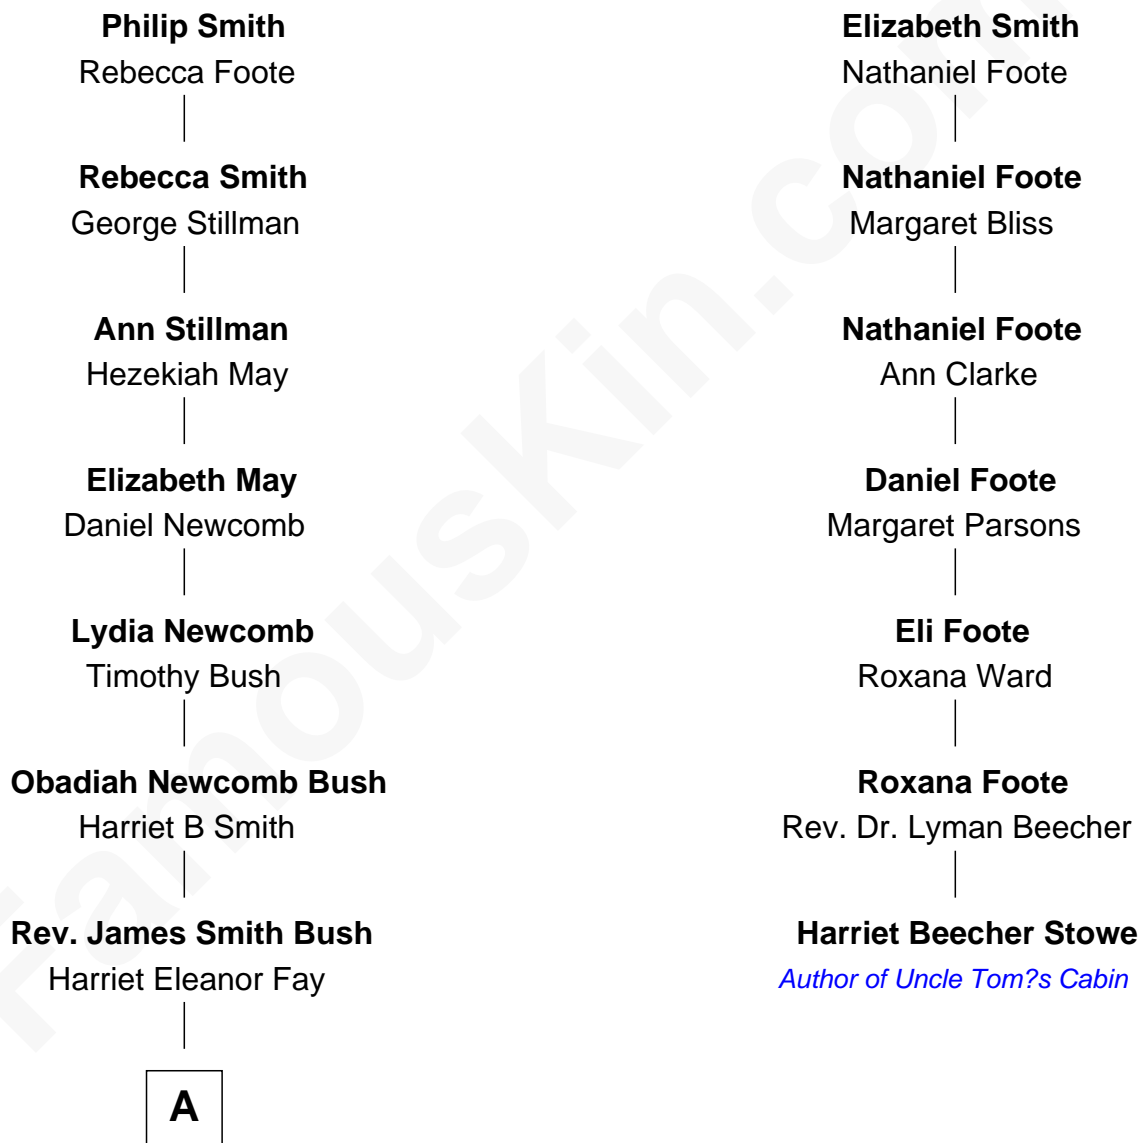 Philip Smith
Rebecca Foote
Rebecca Smith
George Stillman
Ann Stillman
Hezekiah May
Elizabeth May
Daniel Newcomb
Lydia Newcomb
Timothy Bush
Obadiah Newcomb Bush
Harriet B Smith
Rev. James Smith Bush
Harriet Eleanor Fay
A
Elizabeth Smith
Nathaniel Foote
Nathaniel Foote
Margaret Bliss
Nathaniel Foote
Ann Clarke
Daniel Foote
Margaret Parsons
Eli Foote
Roxana Ward
Roxana Foote
Rev. Dr. Lyman Beecher
Harriet Beecher Stowe
Author of Uncle Tom?s Cabin
FamousKin.com